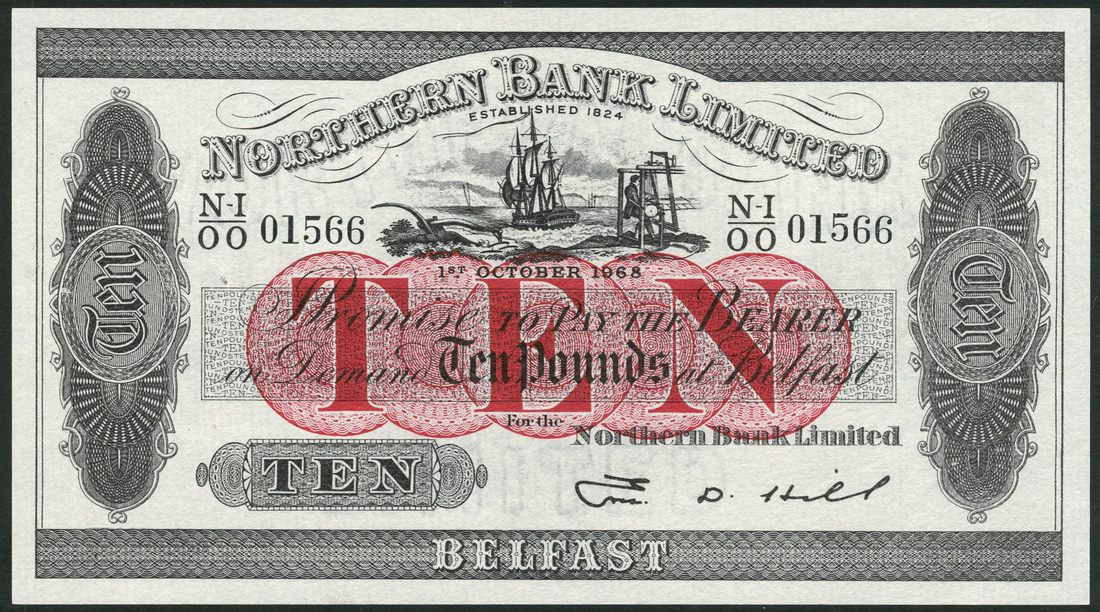 NORTHERN BANK LIMITED
ESTABLISHED 1824
N-I
00 01566
N-I
00 01566
1ST OCTOBER 1968
TEN
I Promise TO PAY THE BEARER
on Demand Ten Pounds at Belfast
For the
Northern Bank Limited
Ten
Ten
TEN
D. Hill
BELFAST